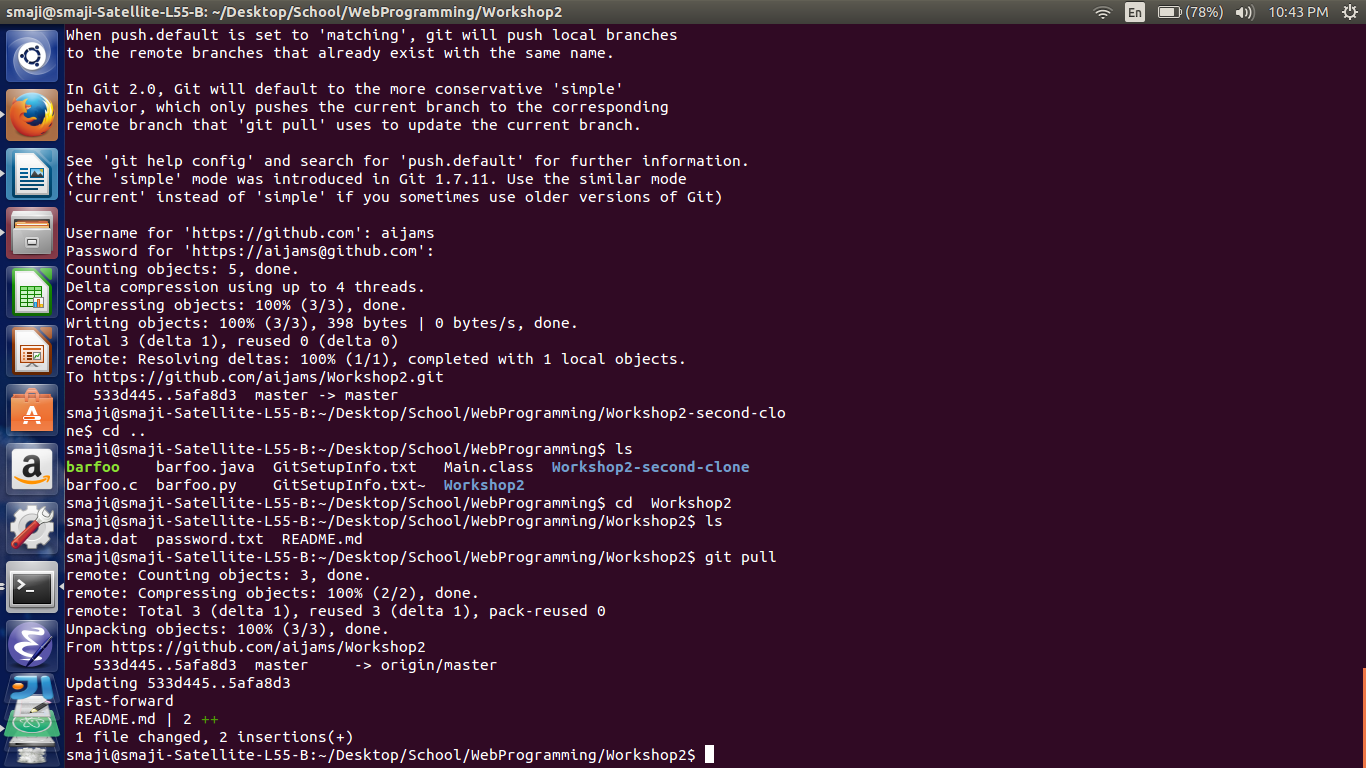 smaji@smaji-Satellite-L55-B: ~/Desktop/School/WebProgramming/Workshop2
En (78%) 10:43 PM
When push.default is set to 'matching', git will push local branches
to the remote branches that already exist with the same name.
In Git 2.0, Git will default to the more conservative 'simple'
behavior, which only pushes the current branch to the corresponding
remote branch that 'git pull' uses to update the current branch.
See 'git help config' and search for 'push.default' for further information.
(the 'simple' mode was introduced in Git 1.7.11. Use the similar mode
'current' instead of 'simple' if you sometimes use older versions of Git)
Username for 'https://github.com': aijams
Password for 'https://aijams@github.com':
Counting objects: 5, done.
Delta compression using up to 4 threads.
Compressing objects: 100% (3/3), done.
Writing objects: 100% (3/3), 398 bytes | 0 bytes/s, done.
Total 3 (delta 1), reused 0 (delta 0)
remote: Resolving deltas: 100% (1/1), completed with 1 local objects.
To https://github.com/aijams/Workshop2.git
   533d445..5afa8d3  master -> master
smaji@smaji-Satellite-L55-B:~/Desktop/School/WebProgramming/Workshop2-second-clo
ne$ cd ..
smaji@smaji-Satellite-L55-B:~/Desktop/School/WebProgramming$ ls
barfoo    barfoo.java  GitSetupInfo.txt   Main.class  Workshop2-second-clone
barfoo.c  barfoo.py    GitSetupInfo.txt~  Workshop2
smaji@smaji-Satellite-L55-B:~/Desktop/School/WebProgramming$ cd  Workshop2
smaji@smaji-Satellite-L55-B:~/Desktop/School/WebProgramming/Workshop2$ ls
data.dat  password.txt  README.md
smaji@smaji-Satellite-L55-B:~/Desktop/School/WebProgramming/Workshop2$ git pull
remote: Counting objects: 3, done.
remote: Compressing objects: 100% (2/2), done.
remote: Total 3 (delta 1), reused 3 (delta 1), pack-reused 0
Unpacking objects: 100% (3/3), done.
From https://github.com/aijams/Workshop2
   533d445..5afa8d3  master     -> origin/master
Updating 533d445..5afa8d3
Fast-forward
 README.md | 2 ++
 1 file changed, 2 insertions(+)
smaji@smaji-Satellite-L55-B:~/Desktop/School/WebProgramming/Workshop2$